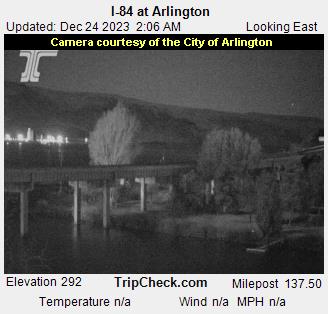 I-84 at Arlington
Updated: Dec 24 2023 2:06 AM Looking East
Camera courtesy of the City of Arlington
Elevation 292 TripCheck.com Milepost 137.50
Temperature n/a Wind n/a MPH n/a